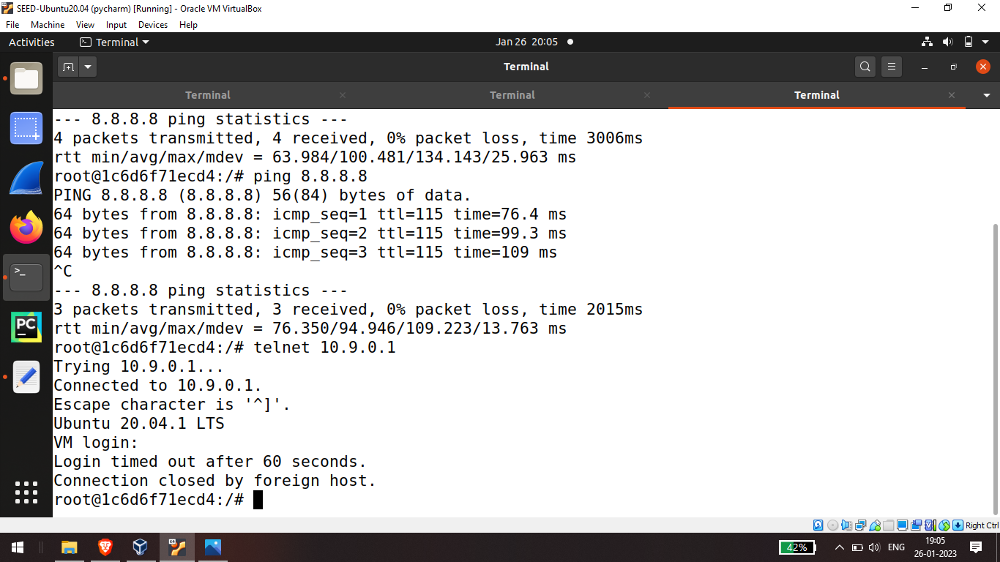 SEED-Ubuntu20.04 (pycharm) [Running] - Oracle VM VirtualBox
File Machine View Input Devices Help
Activities Terminal Jan 26 20:05
Terminal
Terminal Terminal Terminal
--- 8.8.8.8 ping statistics ---
4 packets transmitted, 4 received, 0% packet loss, time 3006ms
rtt min/avg/max/mdev = 63.984/100.481/134.143/25.963 ms
root@1c6d6f71ecd4:/# ping 8.8.8.8
PING 8.8.8.8 (8.8.8.8) 56(84) bytes of data.
64 bytes from 8.8.8.8: icmp_seq=1 ttl=115 time=76.4 ms
64 bytes from 8.8.8.8: icmp_seq=2 ttl=115 time=99.3 ms
64 bytes from 8.8.8.8: icmp_seq=3 ttl=115 time=109 ms
^C
--- 8.8.8.8 ping statistics ---
3 packets transmitted, 3 received, 0% packet loss, time 2015ms
rtt min/avg/max/mdev = 76.350/94.946/109.223/13.763 ms
root@1c6d6f71ecd4:/# telnet 10.9.0.1
Trying 10.9.0.1...
Connected to 10.9.0.1.
Escape character is '^]'.
Ubuntu 20.04.1 LTS
VM login:
Login timed out after 60 seconds.
Connection closed by foreign host.
root@1c6d6f71ecd4:/#
PC
Right Ctrl
42% ENG 19:05
26-01-2023